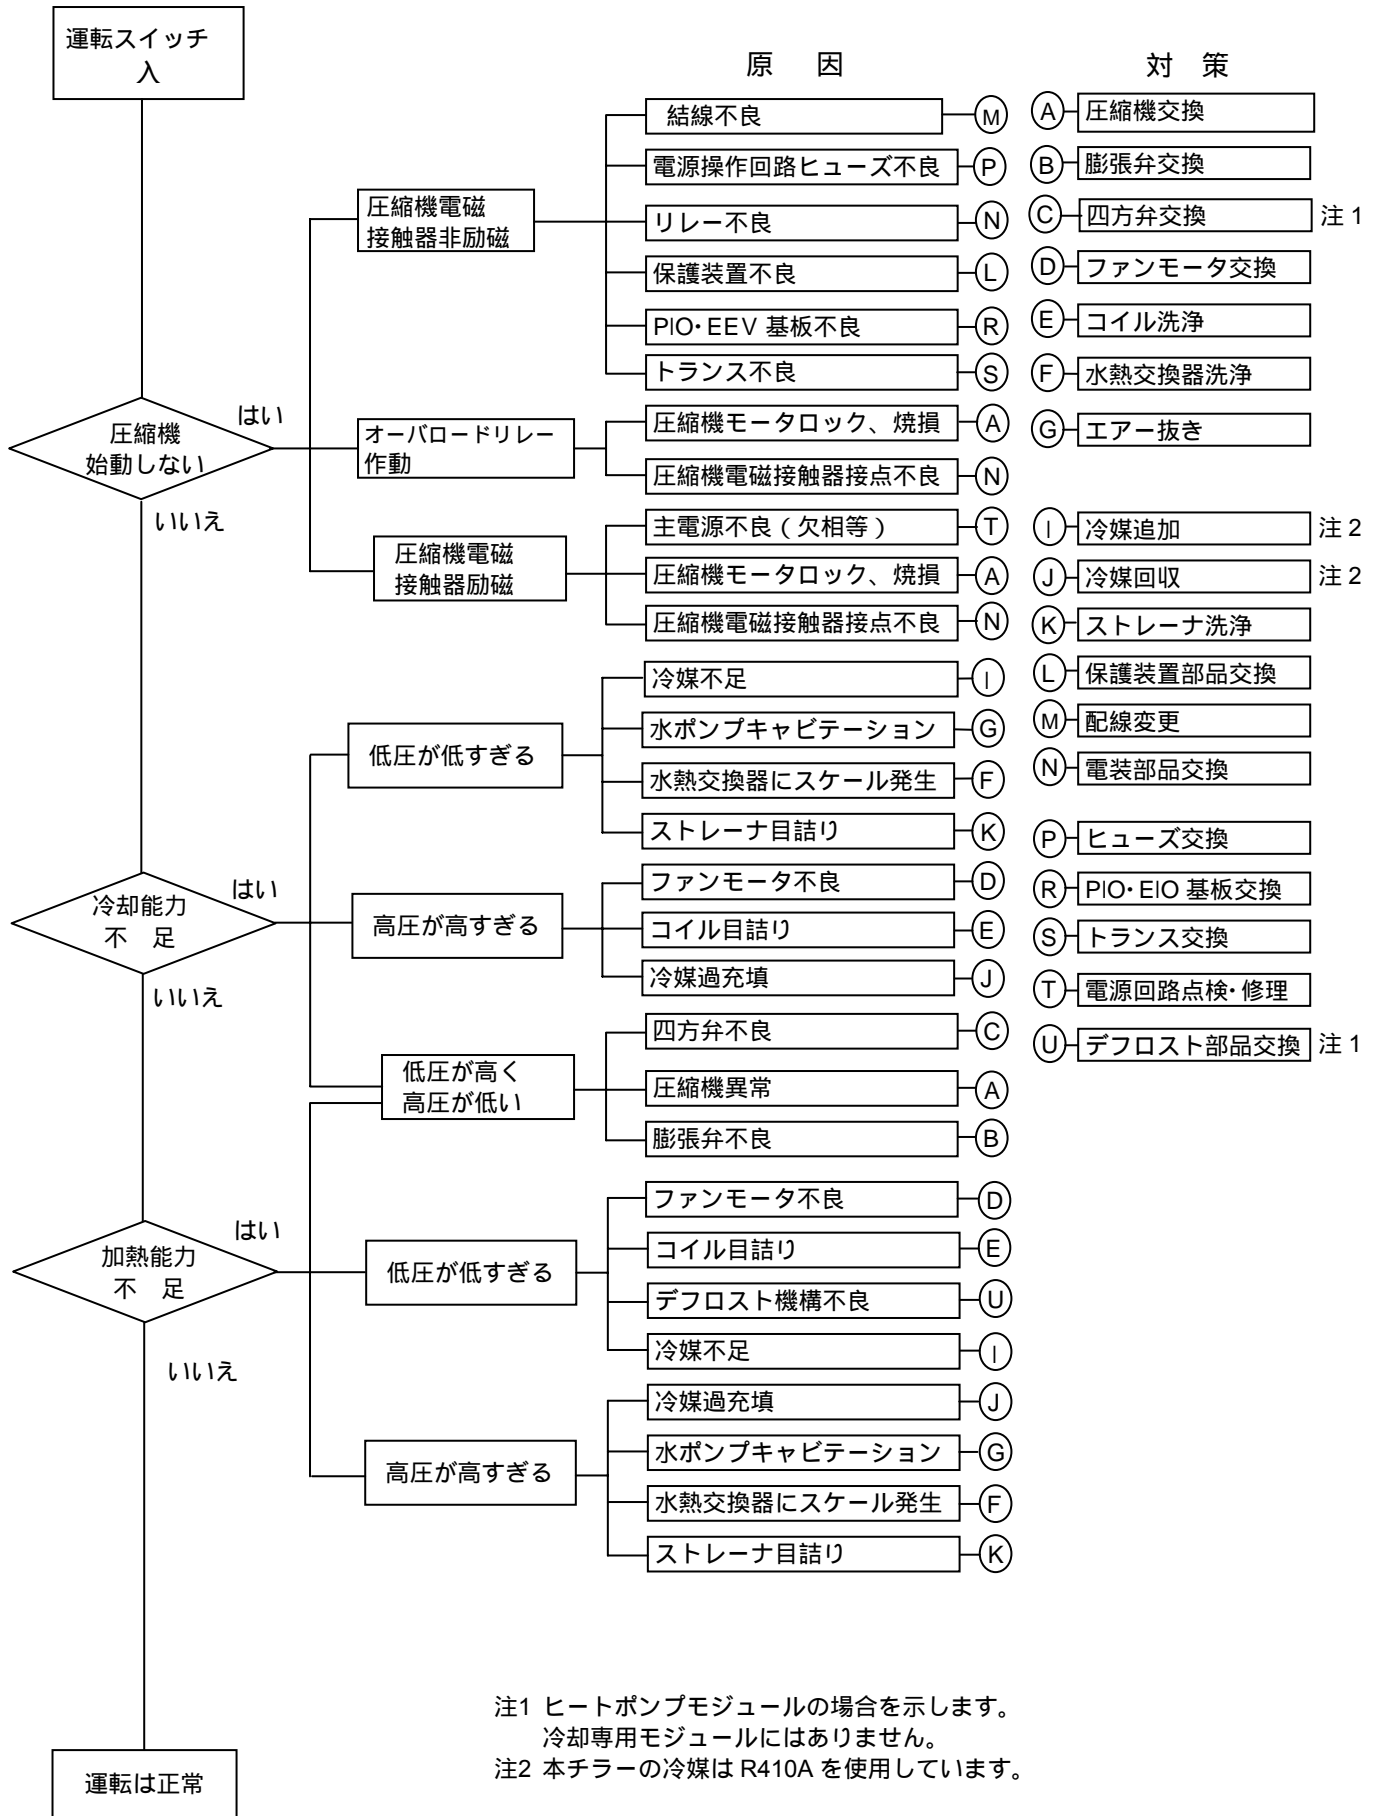 運転スイッチ
入
原 因
対 策
結線不良 M
電源操作回路ヒューズ不良 P
圧縮機電磁
接触器非励磁
リレー不良 N
保護装置不良 L
PIO・EEV 基板不良 R
トランス不良 S
圧縮機
始動しない
はい
いいえ
オーバロードリレー
作動
圧縮機モータロック、焼損 A
圧縮機電磁接触器接点不良 N
圧縮機電磁
接触器励磁
主電源不良(欠相等) T
圧縮機モータロック、焼損 A
圧縮機電磁接触器接点不良 N
冷却能力
不 足
はい
いいえ
低圧が低すぎる
冷媒不足 I
水ポンプキャビテーション G
水熱交換器にスケール発生 F
ストレーナ目詰り K
高圧が高すぎる
ファンモータ不良 D
コイル目詰り E
冷媒過充填 J
低圧が高く
高圧が低い
四方弁不良 C
圧縮機異常 A
膨張弁不良 B
加熱能力
不 足
はい
いいえ
低圧が低すぎる
ファンモータ不良 D
コイル目詰り E
デフロスト機構不良 U
冷媒不足 I
高圧が高すぎる
冷媒過充填 J
水ポンプキャビテーション G
水熱交換器にスケール発生 F
ストレーナ目詰り K
運転は正常
A 圧縮機交換
B 膨張弁交換
C 四方弁交換 注 1
D ファンモータ交換
E コイル洗浄
F 水熱交換器洗浄
G エアー抜き
I 冷媒追加 注 2
J 冷媒回収 注 2
K ストレーナ洗浄
L 保護装置部品交換
M 配線変更
N 電装部品交換
P ヒューズ交換
R PIO・EIO 基板交換
S トランス交換
T 電源回路点検・修理
U デフロスト部品交換 注 1
注1 ヒートポンプモジュールの場合を示します。
冷却専用モジュールにはありません。
注2 本チラーの冷媒は R410A を使用しています。